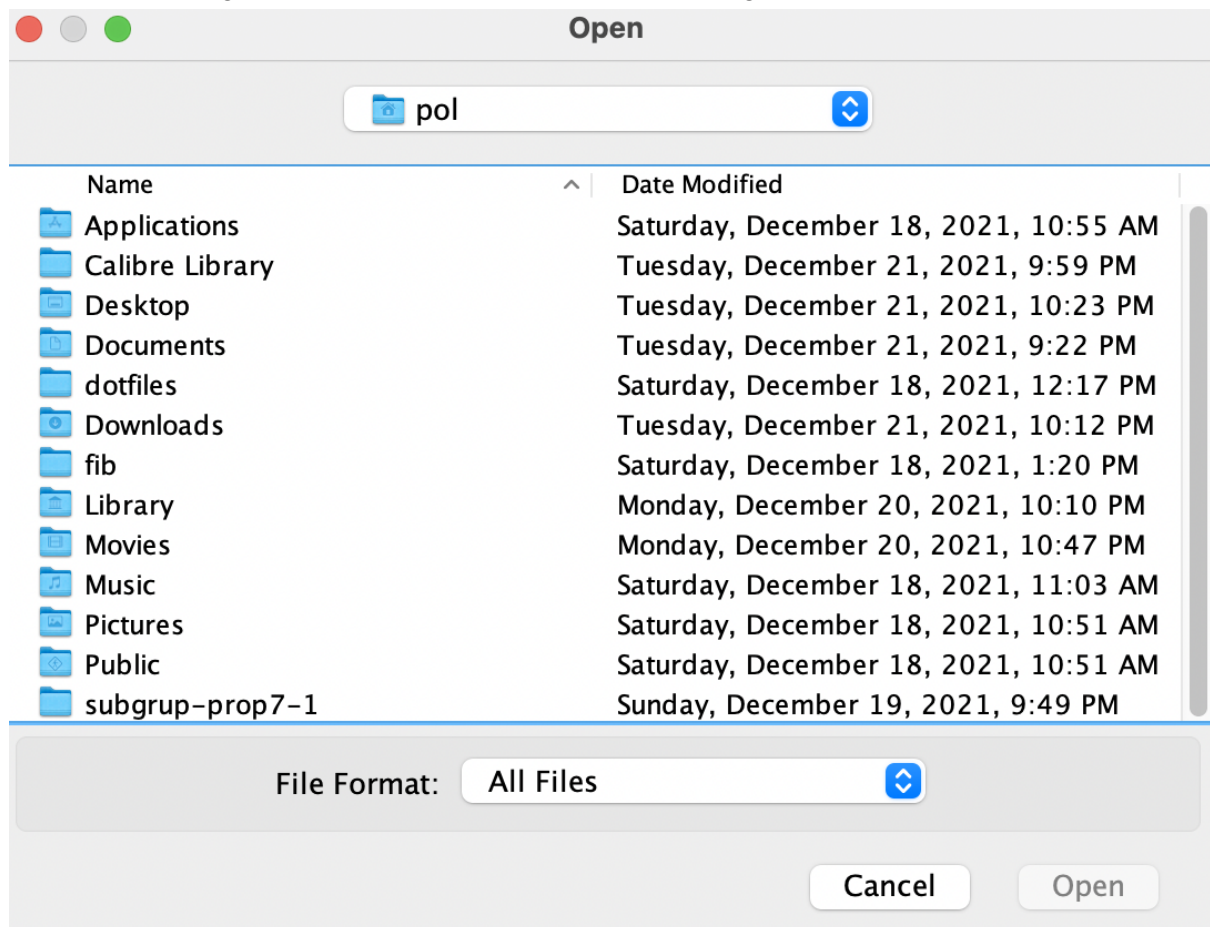 Open
pol
Name Date Modified
Applications Saturday, December 18, 2021, 10:55 AM
Calibre Library Tuesday, December 21, 2021, 9:59 PM
Desktop Tuesday, December 21, 2021, 10:23 PM
Documents Tuesday, December 21, 2021, 9:22 PM
dotfiles Saturday, December 18, 2021, 12:17 PM
Downloads Tuesday, December 21, 2021, 10:12 PM
fib Saturday, December 18, 2021, 1:20 PM
Library Monday, December 20, 2021, 10:10 PM
Movies Monday, December 20, 2021, 10:47 PM
Music Saturday, December 18, 2021, 11:03 AM
Pictures Saturday, December 18, 2021, 10:51 AM
Public Saturday, December 18, 2021, 10:51 AM
subgrup-prop7-1 Sunday, December 19, 2021, 9:49 PM
File Format: All Files
Cancel Open